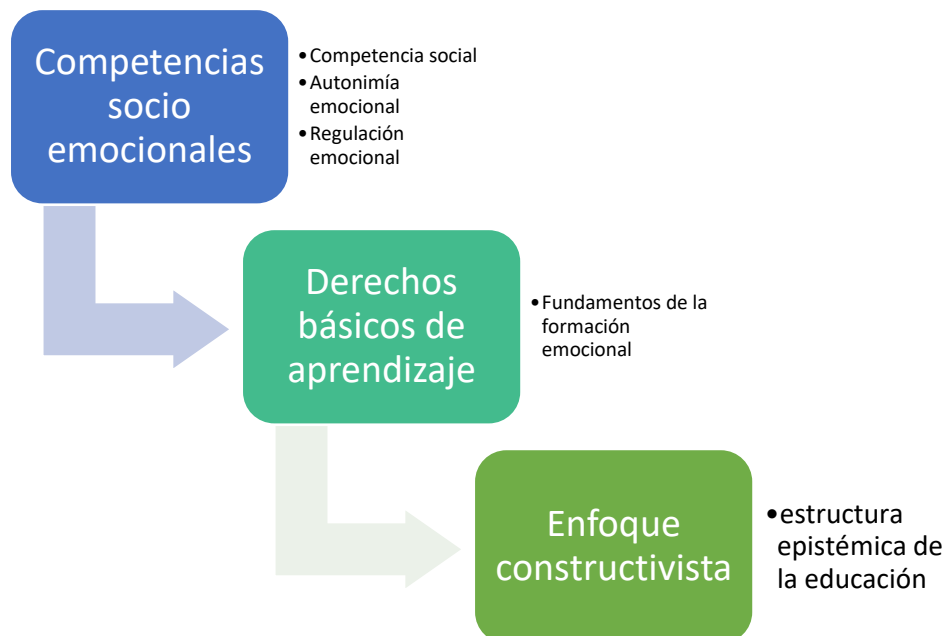 Competencias
socio
emocionales
•Competencia social
•Autonimía
emocional
•Regulación
emocional
Derechos
básicos de
aprendizaje
•Fundamentos de la
formación
emocional
Enfoque
constructivista
•estructura
epistémica de
la educación